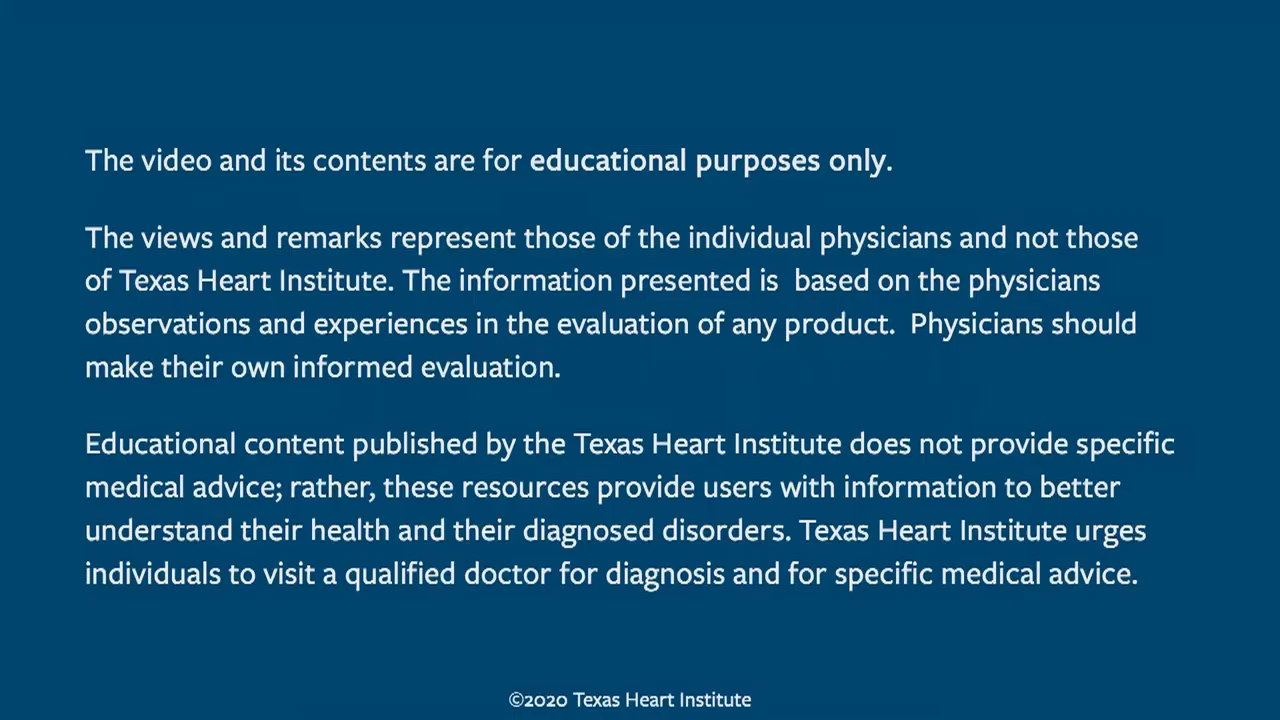 The video and its contents are for educational purposes only.
The views and remarks represent those of the individual physicians and not those
of Texas Heart Institute. The information presented is  based on the physicians
observations and experiences in the evaluation of any product.  Physicians should
make their own informed evaluation.
Educational content published by the Texas Heart Institute does not provide specific
medical advice; rather, these resources provide users with information to better
understand their health and their diagnosed disorders. Texas Heart Institute urges
individuals to visit a qualified doctor for diagnosis and for specific medical advice.
©2020 Texas Heart Institute